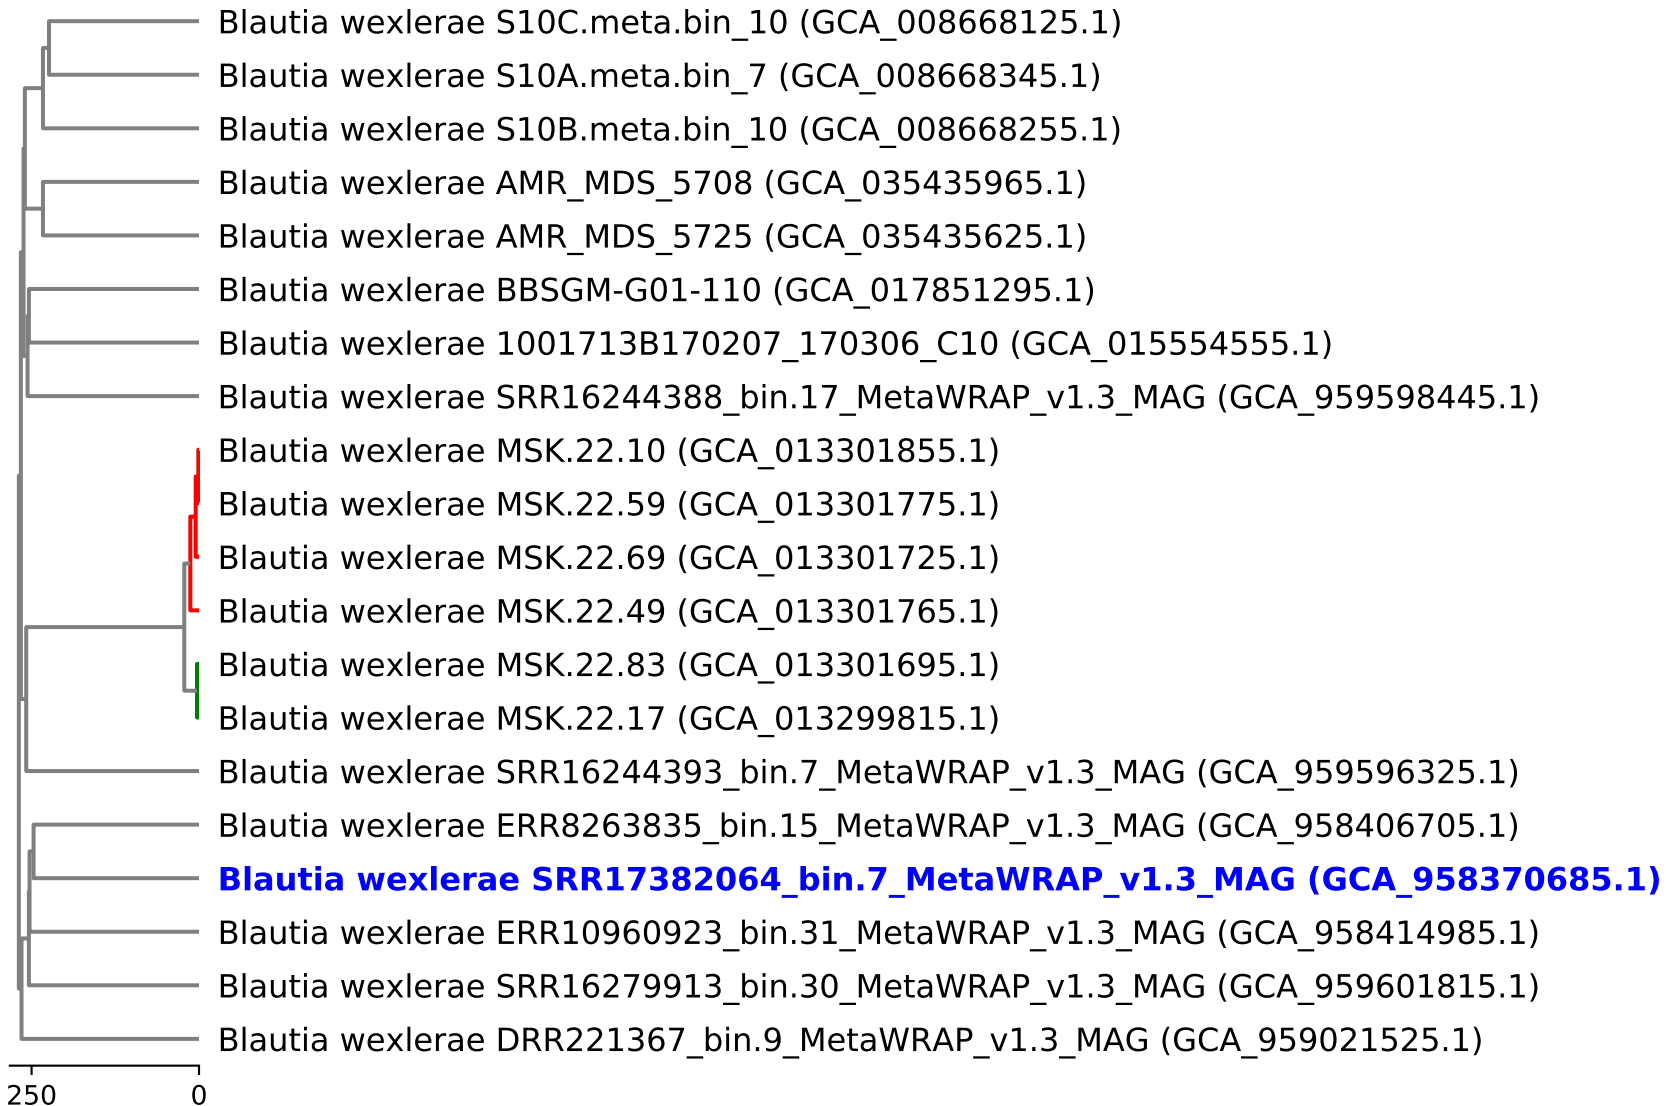 Blautia wexlerae S10C.meta.bin_10 (GCA_008668125.1)
Blautia wexlerae S10A.meta.bin_7 (GCA_008668345.1)
Blautia wexlerae S10B.meta.bin_10 (GCA_008668255.1)
Blautia wexlerae AMR_MDS_5708 (GCA_035435965.1)
Blautia wexlerae AMR_MDS_5725 (GCA_035435625.1)
Blautia wexlerae BBSGM-G01-110 (GCA_017851295.1)
Blautia wexlerae 1001713B170207_170306_C10 (GCA_015554555.1)
Blautia wexlerae SRR16244388_bin.17_MetaWRAP_v1.3_MAG (GCA_959598445.1)
Blautia wexlerae MSK.22.10 (GCA_013301855.1)
Blautia wexlerae MSK.22.59 (GCA_013301775.1)
Blautia wexlerae MSK.22.69 (GCA_013301725.1)
Blautia wexlerae MSK.22.49 (GCA_013301765.1)
Blautia wexlerae MSK.22.83 (GCA_013301695.1)
Blautia wexlerae MSK.22.17 (GCA_013299815.1)
Blautia wexlerae SRR16244393_bin.7_MetaWRAP_v1.3_MAG (GCA_959596325.1)
Blautia wexlerae ERR8263835_bin.15_MetaWRAP_v1.3_MAG (GCA_958406705.1)
Blautia wexlerae SRR17382064_bin.7_MetaWRAP_v1.3_MAG (GCA_958370685.1)
Blautia wexlerae ERR10960923_bin.31_MetaWRAP_v1.3_MAG (GCA_958414985.1)
Blautia wexlerae SRR16279913_bin.30_MetaWRAP_v1.3_MAG (GCA_959601815.1)
Blautia wexlerae DRR221367_bin.9_MetaWRAP_v1.3_MAG (GCA_959021525.1)
250 0